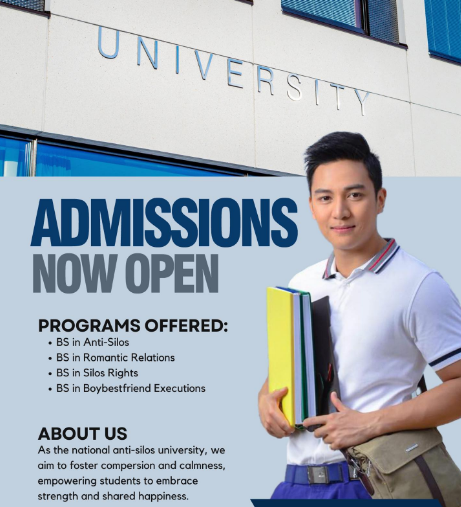 UNIVERSITY
ADMISSIONS
NOW OPEN
PROGRAMS OFFERED:
• BS in Anti-Silos
• BS in Romantic Relations
• BS in Silos Rights
• BS in Boybestfriend Executions
ABOUT US
As the national anti-silos university, we
aim to foster compersion and calmness,
empowering students to embrace
strength and shared happiness.